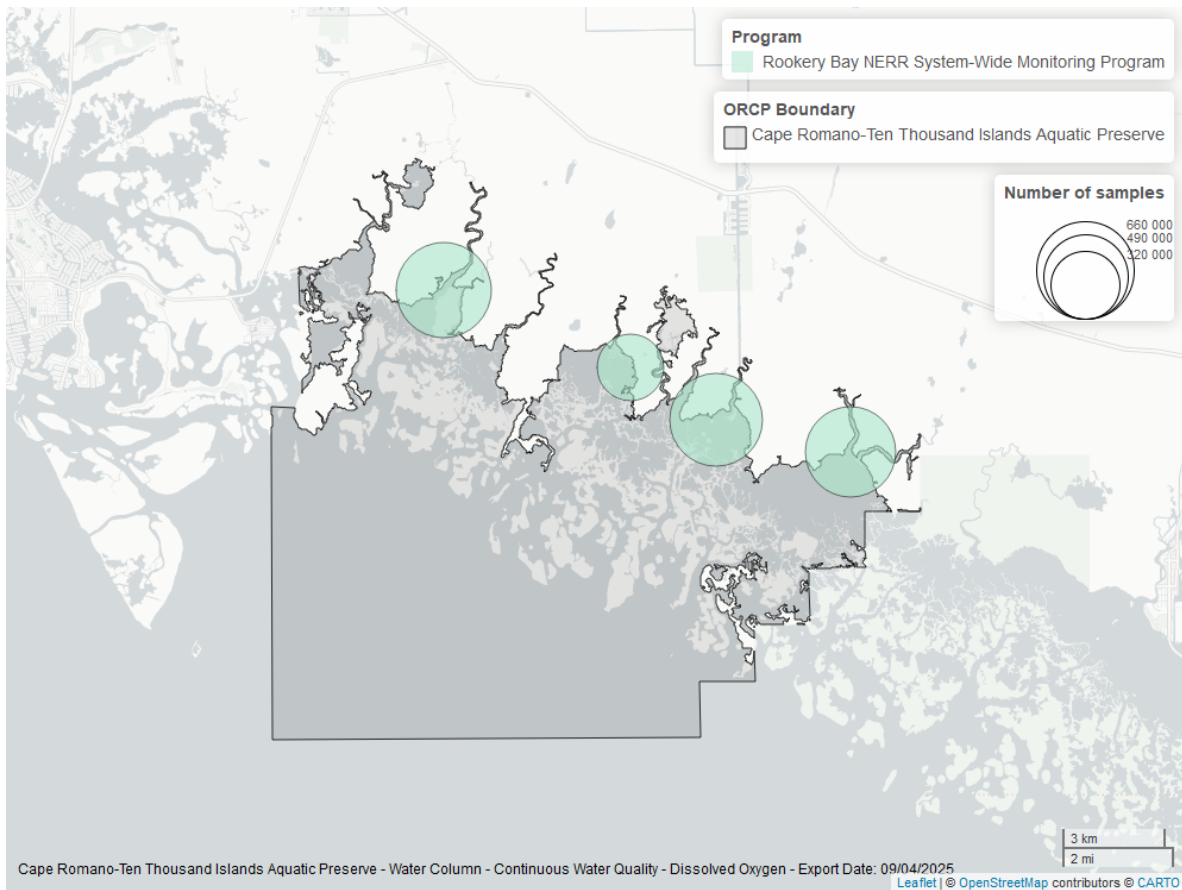 Program
Rookery Bay NERR System-Wide Monitoring Program
ORCP Boundary
Cape Romano-Ten Thousand Islands Aquatic Preserve
Number of samples
660 000
490 000
320 000
3 km
2 mi
Cape Romano-Ten Thousand Islands Aquatic Preserve - Water Column - Continuous Water Quality - Dissolved Oxygen - Export Date: 09/04/2025
Leaflet | © OpenStreetMap contributors © CARTO